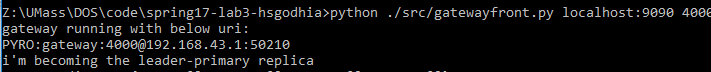 Z:\UMass\DOS\code\spring17-lab3-hsgodhia>python ./src/gatewayfront.py localhost:9090 4000
gateway running with below uri:
PYRO:gateway:4000@192.168.43.1:50210
i'm becoming the leader-primary replica